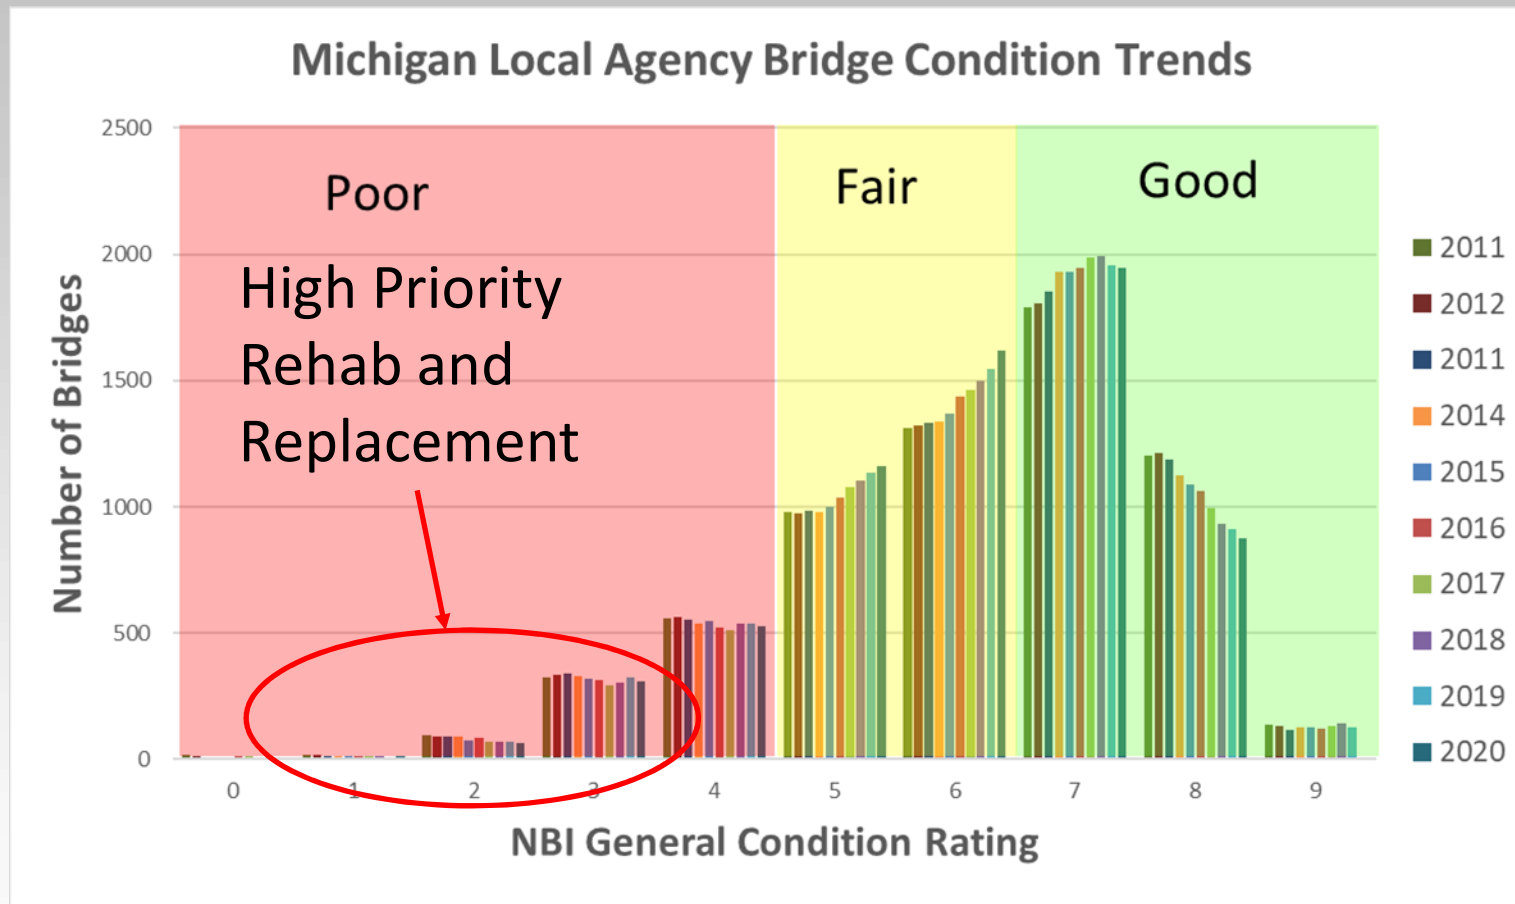 Michigan Local Agency Bridge Condition Trends
2500
2000
1500
1000
500
0
Number of Bridges
Poor
Fair
Good
High Priority
Rehab and
Replacement
0 1 2 3 4 5 6 7 8 9
NBI General Condition Rating
2011
2012
2011
2014
2015
2016
2017
2018
2019
2020